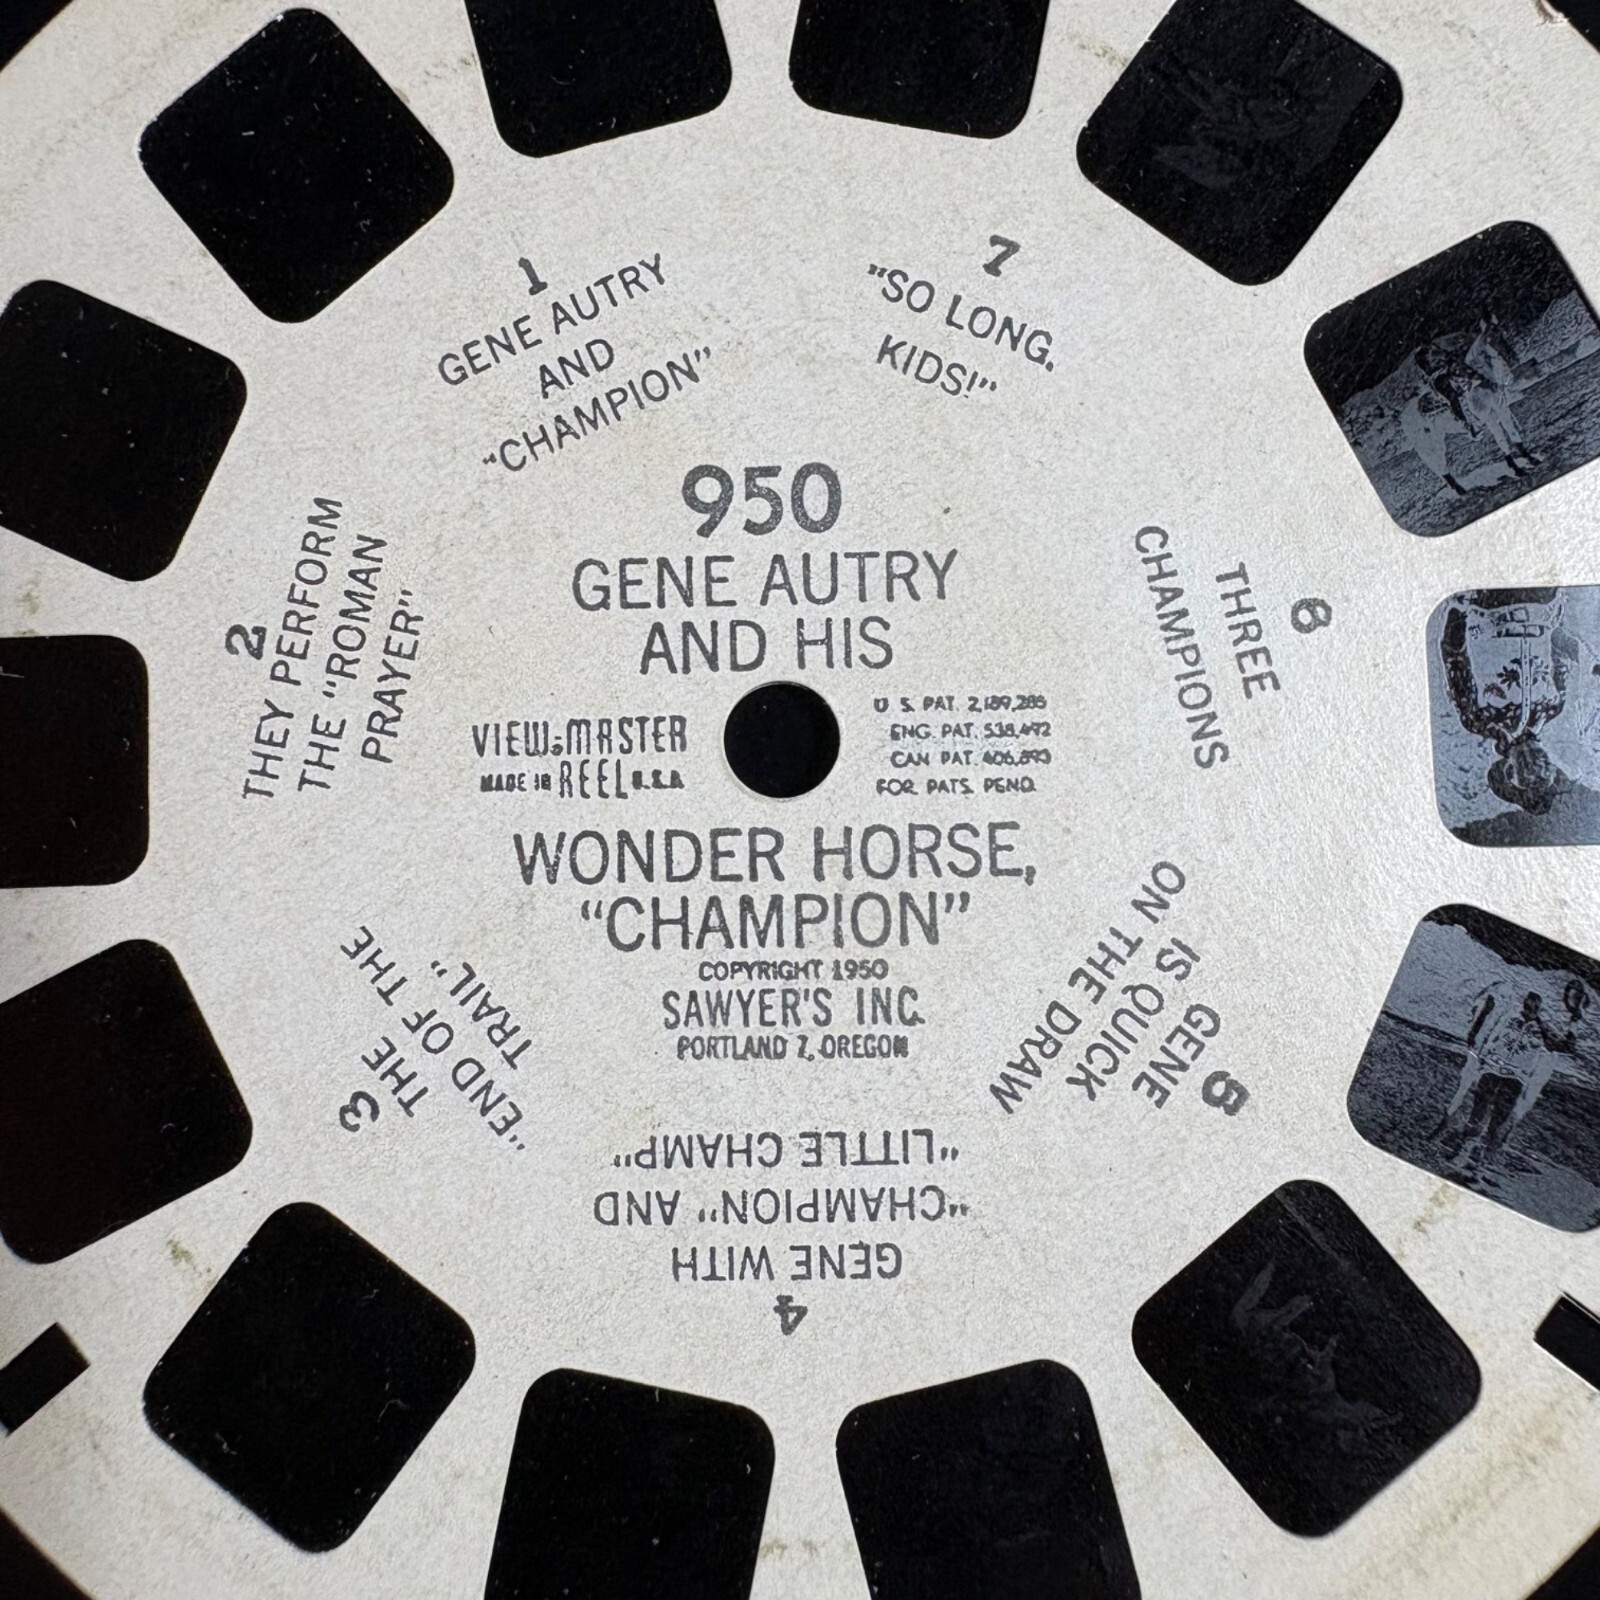 950
GENE AUTRY
AND HIS
VIEW-MASTER
MADE IN REEL U.S.A.
U. S. PAT. 2,189,285
ENG. PAT. 538,472
CAN PAT. 406,893
FOR. PATS. PEND.
WONDER HORSE,
“CHAMPION”
COPYRIGHT 1950
SAWYER'S INC.
PORTLAND 7, OREGON
1
GENE AUTRY
AND
“CHAMPION”
2
THEY PERFORM
THE “ROMAN
PRAYER”
3
THE
“END OF THE
TRAIL”
4
GENE WITH
“CHAMPION” AND
“LITTLE CHAMP”
5
GENE
IS QUICK
ON THE DRAW
6
THREE
CHAMPIONS
7
“SO LONG,
KIDS!”